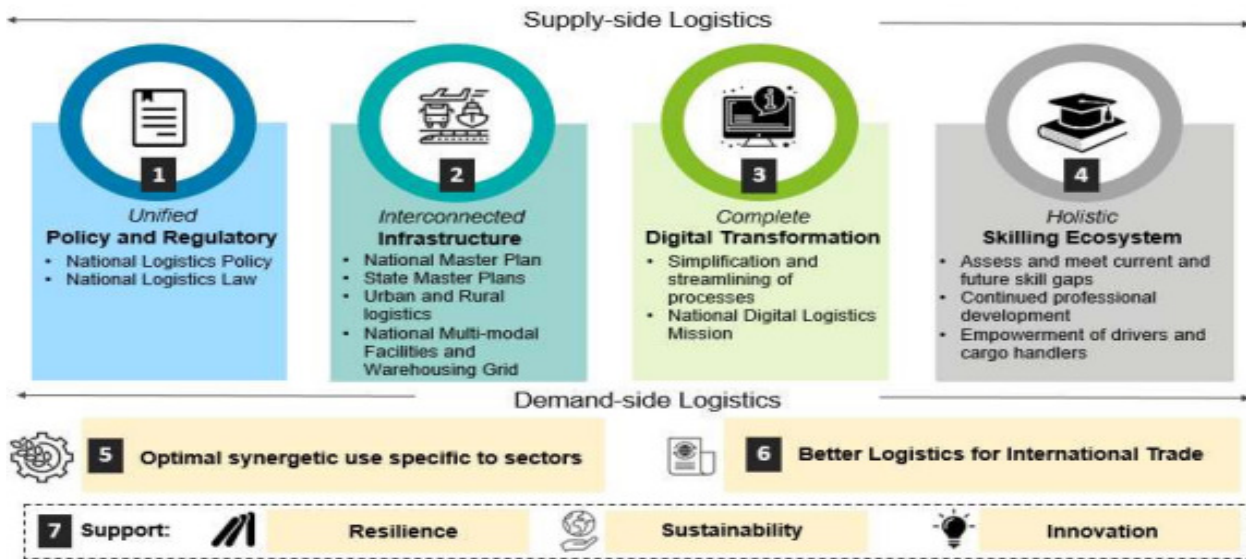 Supply-side Logistics
1
Unified
Policy and Regulatory
• National Logistics Policy
• National Logistics Law
2
Interconnected
Infrastructure
• National Master Plan
• State Master Plans
• Urban and Rural
logistics
• National Multi-modal
Facilities and
Warehousing Grid
3
Complete
Digital Transformation
• Simplification and
streamlining of
processes
• National Digital Logistics
Mission
4
Holistic
Skilling Ecosystem
• Assess and meet current and
future skill gaps
• Continued professional
development
• Empowerment of drivers and
cargo handlers
Demand-side Logistics
5 Optimal synergetic use specific to sectors
6 Better Logistics for International Trade
7 Support: Resilience Sustainability Innovation